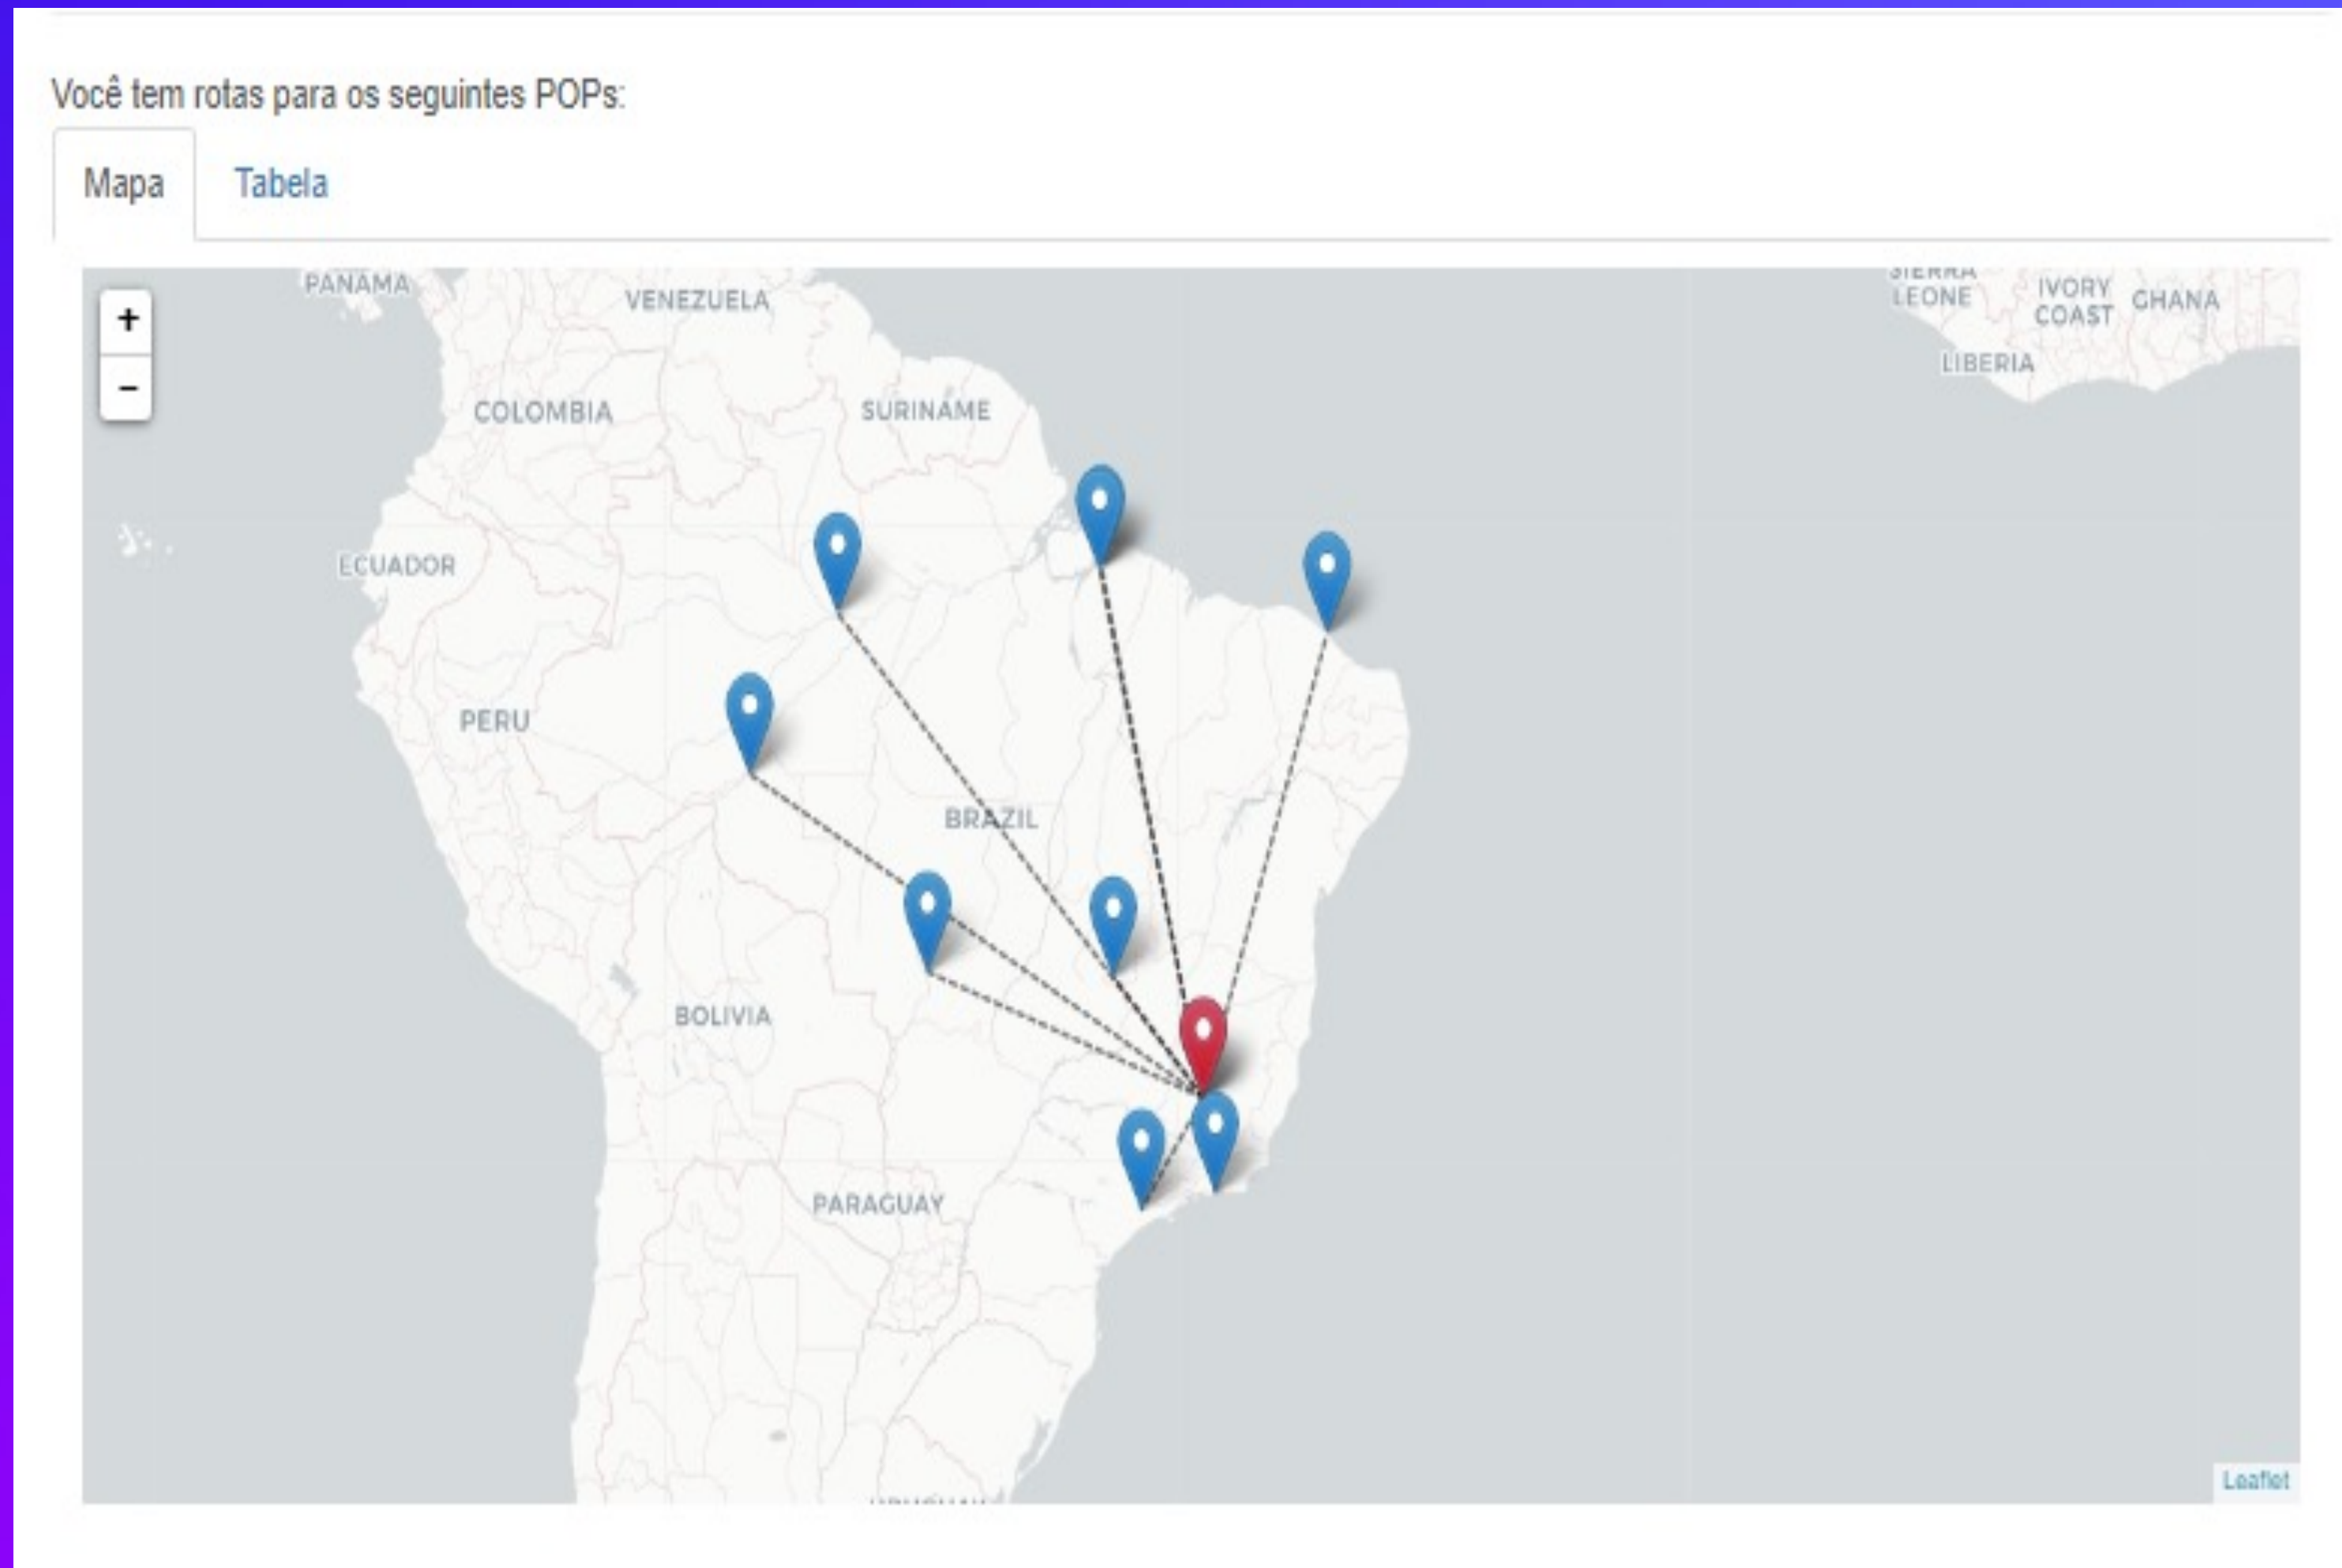 Você tem rotas para os seguintes POPs:
Mapa Tabela
PANAMA
VENEZUELA
SIERRA
LEONE
IVORY
COAST
GHANA
+
−
LIBERIA
COLOMBIA
SURINAME
ECUADOR
PERU
BRAZIL
BOLIVIA
PARAGUAY
Leaflet